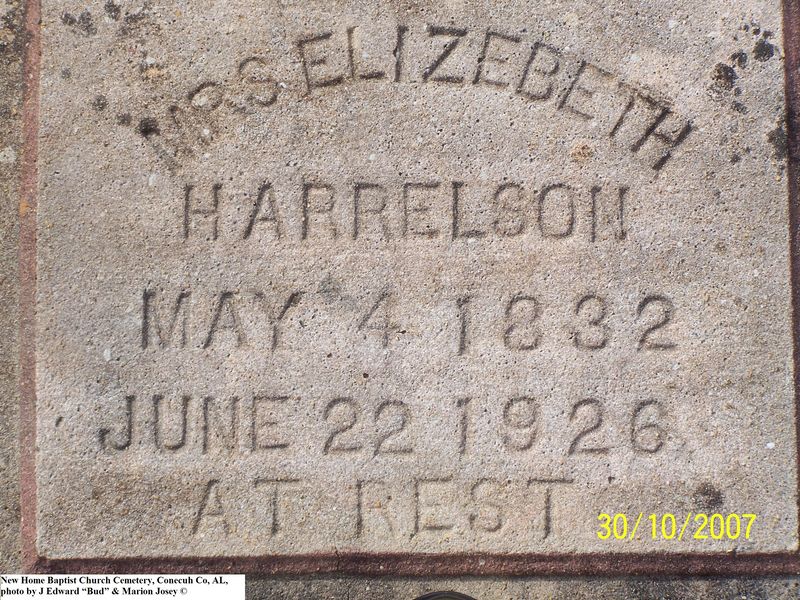 MRS ELIZEBETH
HARRELSON
MAY 4 1832
JUNE 22 1926
AT REST
30/10/2007
New Home Baptist Church Cemetery, Conecuh Co, AL,
photo by J Edward “Bud” & Marion Josey ©